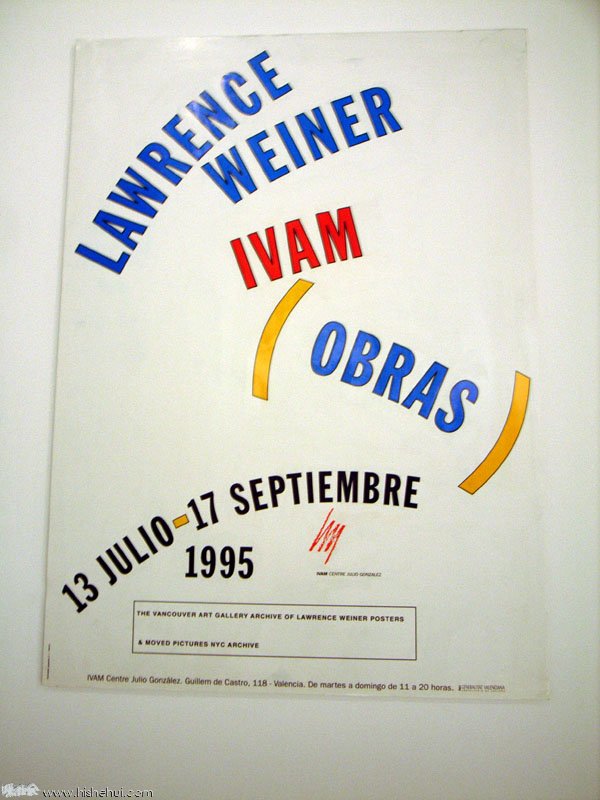 LAWRENCE
WEINER
IVAM
( OBRAS )
13 JULIO-17 SEPTIEMBRE
1995
IVAM CENTRE JULIO GONZALEZ
THE VANCOUVER ART GALLERY ARCHIVE OF LAWRENCE WEINER POSTERS
& MOVED PICTURES NYC ARCHIVE
IVAM Centre Julio González. Guillem de Castro, 118 - Valencia. De martes a domingo de 11 a 20 horas.
GENERALITAT VALENCIANA
www.hishehui.com